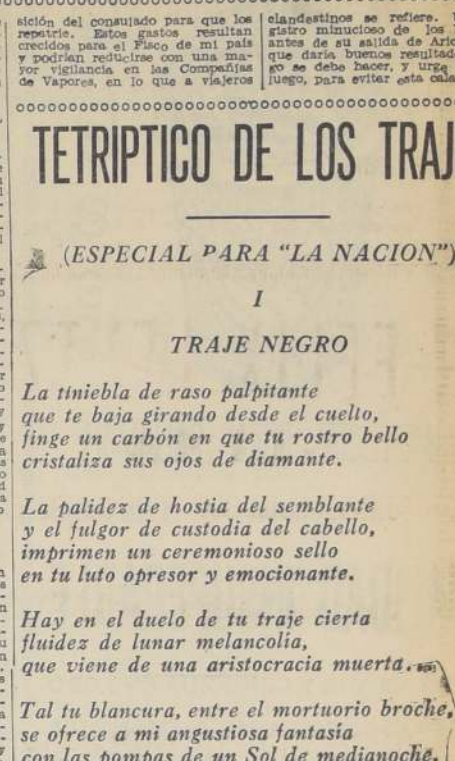 sición del consulado para que los
repatrie. Estos gastos resultan
crecidos para el Fisco de mi país
y podrían reducirse con una ma-
yor vigilancia en las Compañías
de Vapores, en lo que a viajeros
clandestinos se refiere.
gistro minucioso de los
antes de su salida de Aric
que daría buenos resultad
go se debe hacer, y urge
luego, para evitar esta cala
TETRIPTICO DE LOS TRAJ
(ESPECIAL PARA "LA NACION")
I
TRAJE NEGRO
La tiniebla de raso palpitante
que te baja girando desde el cuello,
finge un carbón en que tu rostro bello
cristaliza sus ojos de diamante.
La palidez de hostia del semblante
y el fulgor de custodia del cabello,
imprimen un ceremonioso sello
en tu luto opresor y emocionante.
Hay en el duelo de tu traje cierta
fluidez de lunar melancolía,
que viene de una aristocracia muerta...
Tal tu blancura, entre el mortuorio broche,
se ofrece a mi angustiosa fantasía
con las pompas de un Sol de medianoche.